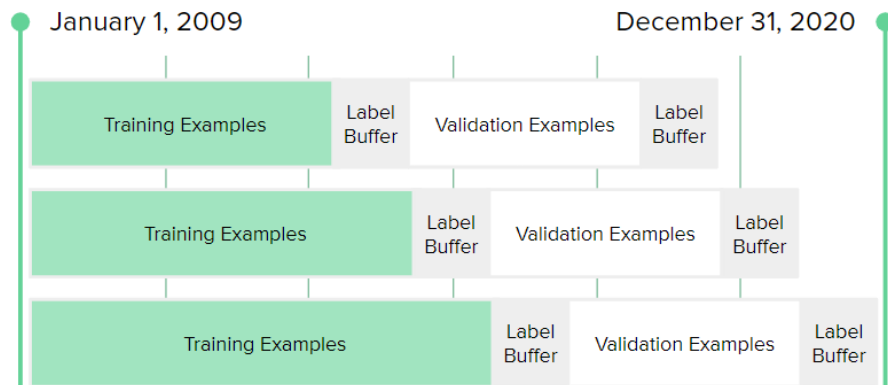 January 1, 2009
December 31, 2020
Training Examples
Label
Buffer
Validation Examples
Label
Buffer
Training Examples
Label
Buffer
Validation Examples
Label
Buffer
Training Examples
Label
Buffer
Validation Examples
Label
Buffer